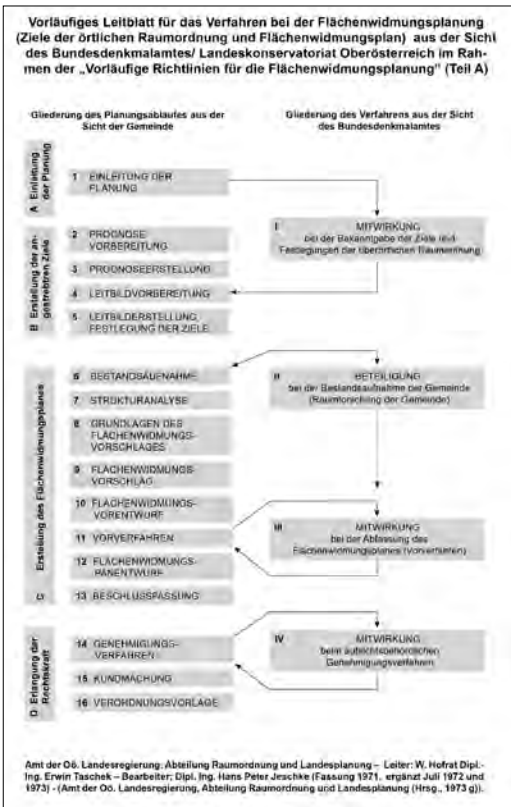 Vorläufiges Leitblatt für das Verfahren bei der Flächenwidmungsplanung
(Ziele der örtlichen Raumordnung und Flächenwidmungsplan) aus der Sicht
des Bundesdenkmalamtes/ Landeskonservatoriat Oberösterreich im Rah-
men der „Vorläufige Richtlinien für die Flächenwidmungsplanung" (Teil A)
Gliederung des Planungsablaufes aus der
Sicht der Gemeinde
Gliederung des Verfahrens aus der Sicht
des Bundesdenkmalamtes
A Einleitung
der Planung
1 EINLEITUNG DER
PLANUNG
I MITWIRKUNG
bei der Bekanntgabe der Ziele und
Festlegungen der überörtlichen Raumordnung
B Erstellung der an-
gestrebten Ziele
2 PROGNOSE
VORBEREITUNG
3 PROGNOSEERSTELLUNG
4 LEITBILDVORBEREITUNG
5 LEITBILDERSTELLUNG,
FESTLEGUNG DER ZIELE
C Erstellung des Flächenwidmungsplanes
6 BESTANDSAUFNAHME
II BETEILIGUNG
bei der Bestandsaufnahme der Gemeinde
(Raumforschung der Gemeinde)
7 STRUKTURANALYSE
8 GRUNDLAGEN DES
FLÄCHENWIDMUNGS-
VORSCHLAGES
9 FLÄCHENWIDMUNGS-
VORSCHLAG
10 FLÄCHENWIDMUNGS-
VORENTWURF
11 VORVERFAHREN
III MITWIRKUNG
bei der Abfassung des
Flächenwidmungsplanes (Vorverfahren)
12 FLÄCHENWIDMUNGS-
PANENTWURF
13 BESCHLUSSFASSUNG
D Erlangung der
Rechtskraft
14 GENEHMIGUNGS-
VERFAHREN
IV MITWIRKUNG
beim aufsichtsbehördlichen
Genehmigungsverfahren
15 KUNDMACHUNG
16 VERORDNUNGSVORLAGE
Amt der Oö. Landesregierung: Abteilung Raumordnung und Landesplanung – Leiter: W. Hofrat Dipl.-
Ing. Erwin Taschek – Bearbeiter; Dipl. Ing. Hans Peter Jeschke (Fassung 1971, ergänzt Juli 1972 und
1973) - (Amt der Oö. Landesregierung, Abteilung Raumordnung und Landesplanung (Hrsg., 1973 g)).